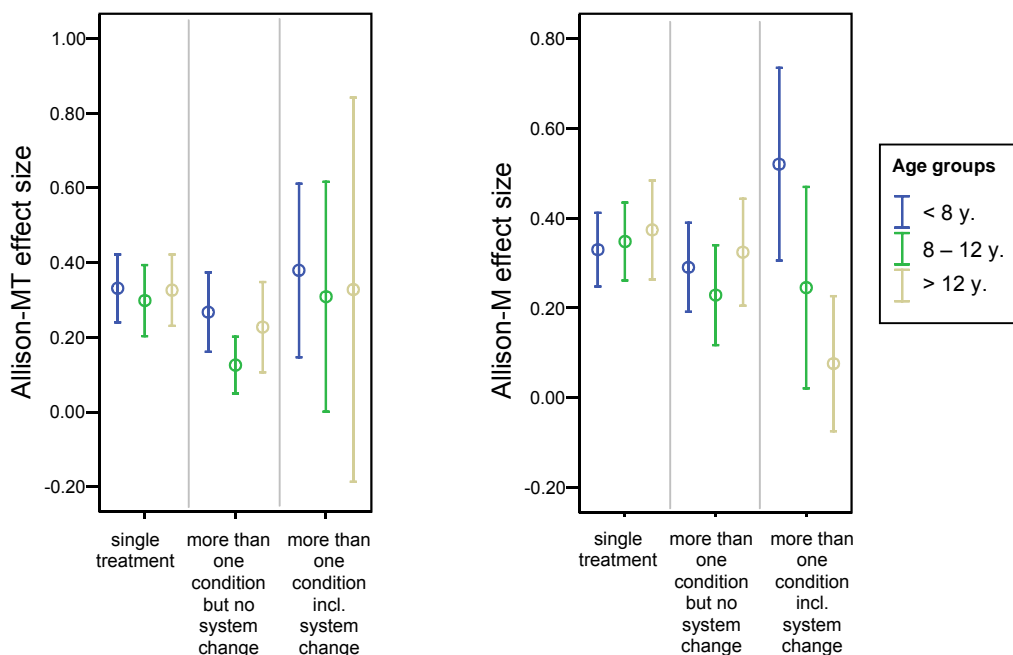 Allison-MT effect size
1.00
0.80
0.60
0.40
0.20
0.00
-0.20
single
treatment
more than
one
condition
but no
system
change
more than
one
condition
incl.
system
change
Allison-M effect size
0.80
0.60
0.40
0.20
0.00
-0.20
single
treatment
more than
one
condition
but no
system
change
more than
one
condition
incl.
system
change
Age groups
< 8 y.
8 – 12 y.
> 12 y.